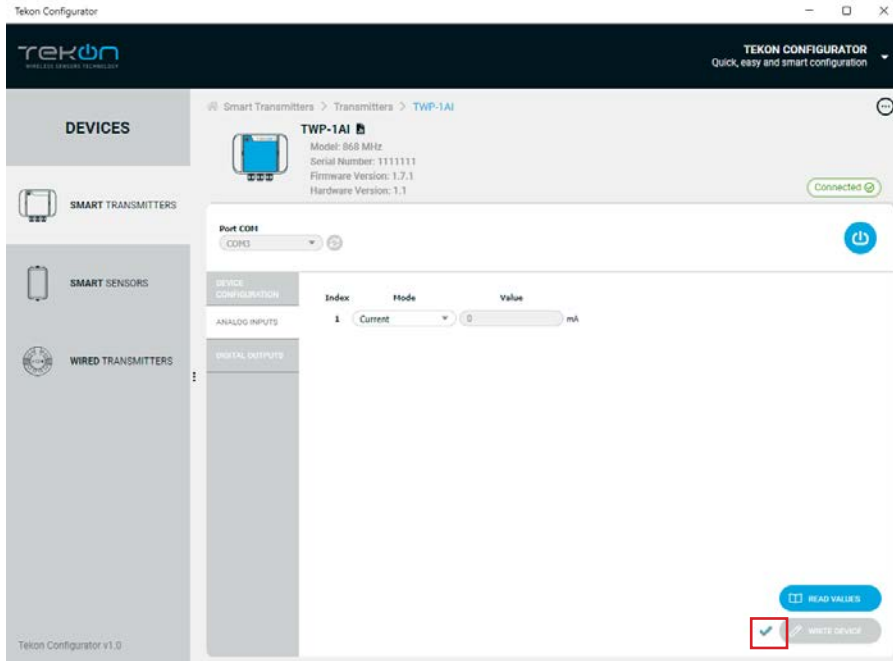 Tekon Configurator
TEKON
WIRELESS SENSORS TECHNOLOGY
TEKON CONFIGURATOR
Quick, easy and smart configuration
DEVICES
SMART TRANSMITTERS
SMART SENSORS
WIRED TRANSMITTERS
Tekon Configurator v1.0
Smart Transmitters > Transmitters > TWP-1AI
TWP-1AI
Model: 868 MHz
Serial Number: 1111111
Firmware Version: 1.7.1
Hardware Version: 1.1
Connected
Port COM
COM3
DEVICE
CONFIGURATION
ANALOG INPUTS
DIGITAL OUTPUTS
Index Mode Value
1 Current 0 mA
READ VALUES
WRITE DEVICE